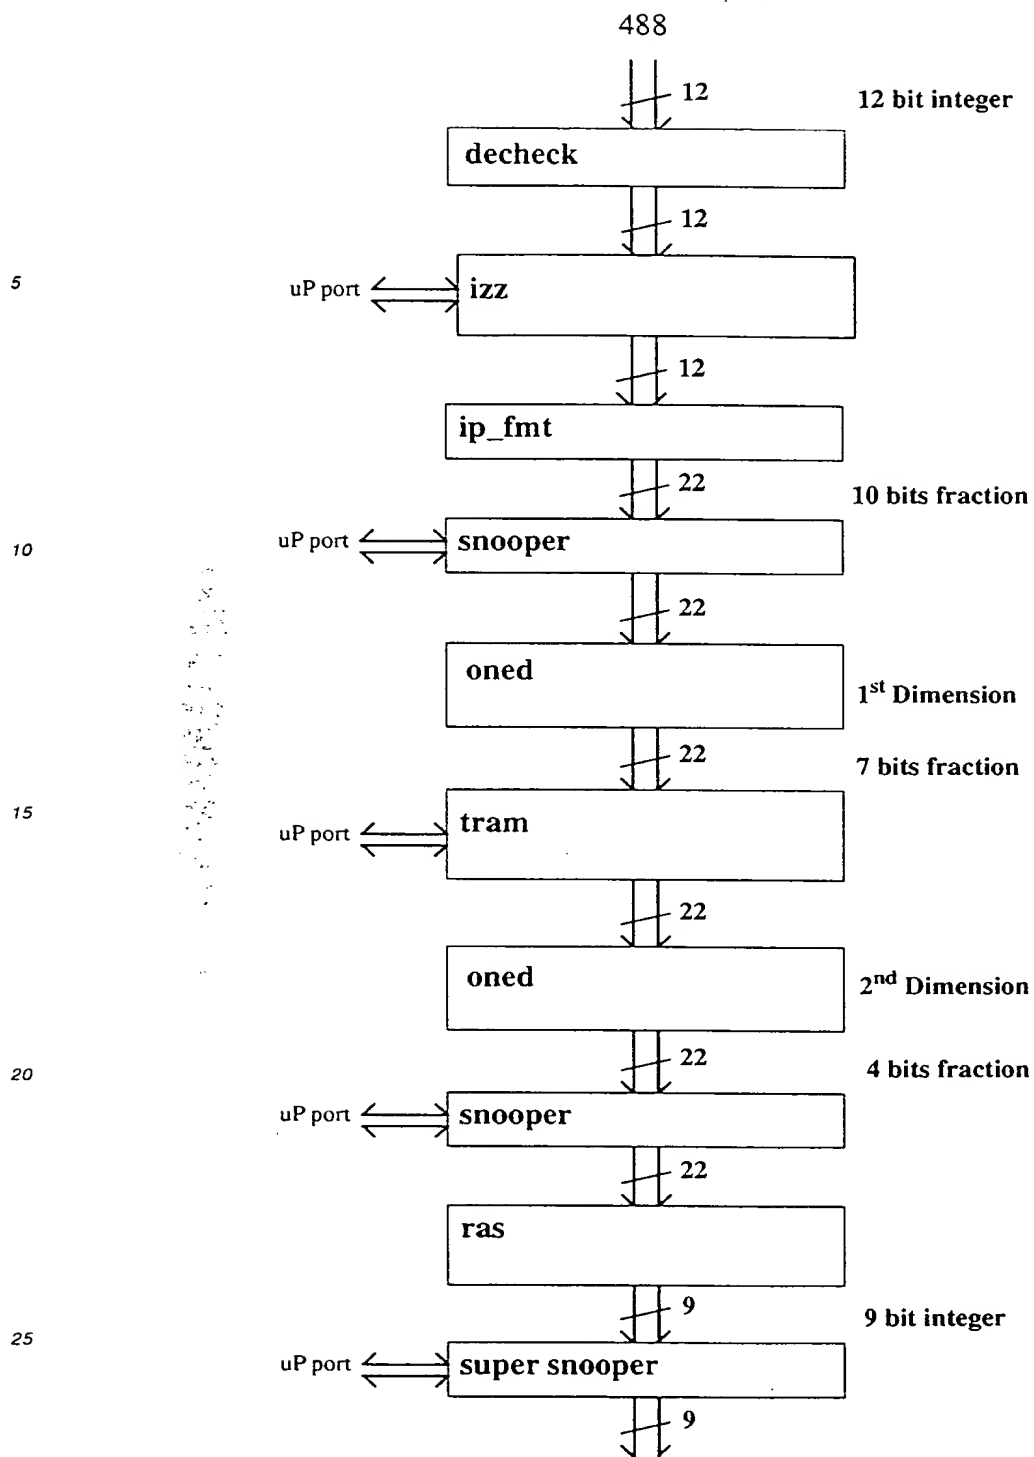 488
12
12 bit integer
decheck
12
5
uP port
izz
12
ip_fmt
22
10 bits fraction
10
uP port
snooper
22
oned
1st Dimension
22
7 bits fraction
15
uP port
tram
22
oned
2nd Dimension
22
4 bits fraction
20
uP port
snooper
22
ras
9
9 bit integer
25
uP port
super snooper
9